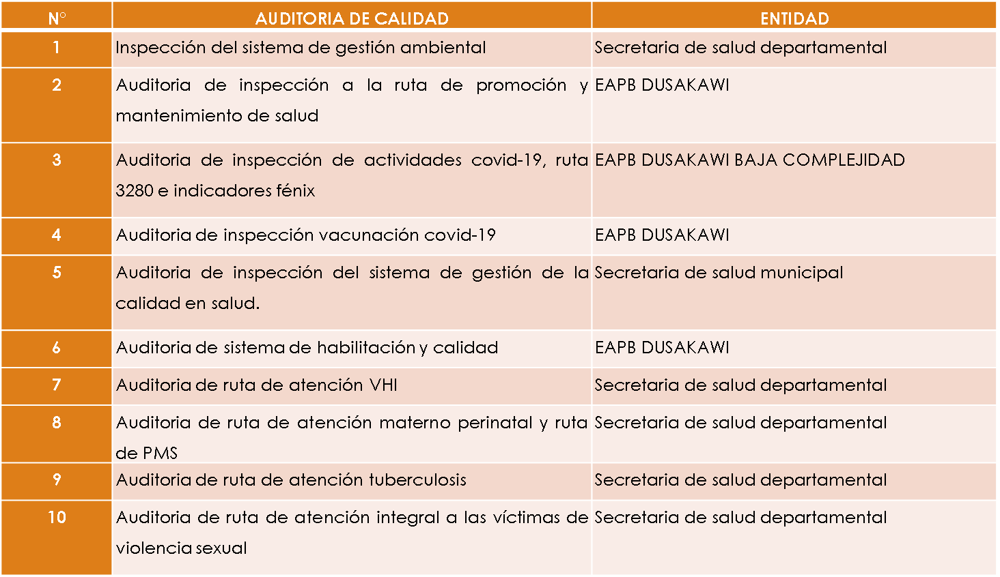 N° AUDITORIA DE CALIDAD ENTIDAD
1 Inspección del sistema de gestión ambiental Secretaria de salud departamental
2 Auditoria de inspección a la ruta de promoción y EAPB DUSAKAWI
mantenimiento de salud
3 Auditoria de inspección de actividades covid-19, ruta EAPB DUSAKAWI BAJA COMPLEJIDAD
3280 e indicadores fénix
4 Auditoria de inspección vacunación covid-19 EAPB DUSAKAWI
5 Auditoria de inspección del sistema de gestión de la Secretaria de salud municipal
calidad en salud.
6 Auditoria de sistema de habilitación y calidad EAPB DUSAKAWI
7 Auditoria de ruta de atención VHI Secretaria de salud departamental
8 Auditoria de ruta de atención materno perinatal y ruta Secretaria de salud departamental
de PMS
9 Auditoria de ruta de atención tuberculosis Secretaria de salud departamental
10 Auditoria de ruta de atención integral a las víctimas de Secretaria de salud departamental
violencia sexual